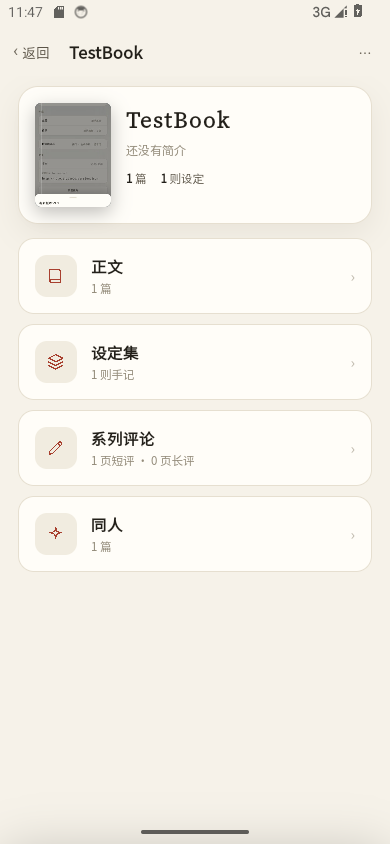 11:47
3G
‹ 返回 TestBook ···
TestBook
还没有简介
1 篇 1 则设定
正文
1 篇
设定集
1 则手记
系列评论
1 页短评 · 0 页长评
同人
1 篇